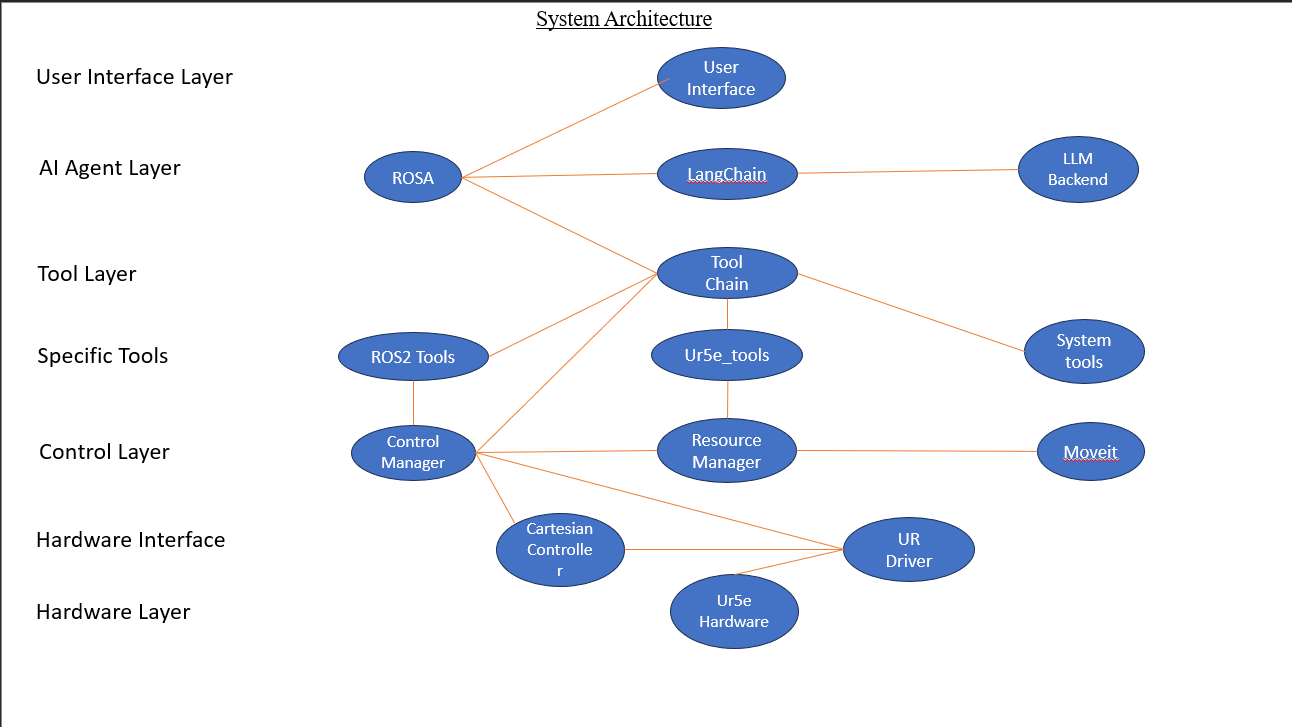 System Architecture
User Interface Layer
User
Interface
AI Agent Layer
ROSA
LangChain
LLM
Backend
Tool Layer
Tool
Chain
Specific Tools
ROS2 Tools
Ur5e_tools
System
tools
Control Layer
Control
Manager
Resource
Manager
Moveit
Hardware Interface
Cartesian
Controlle
r
UR
Driver
Hardware Layer
Ur5e
Hardware